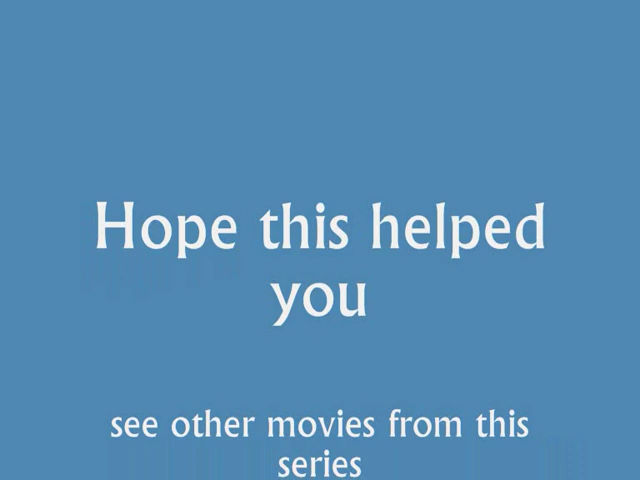 Hope this helped
you
see other movies from this
series